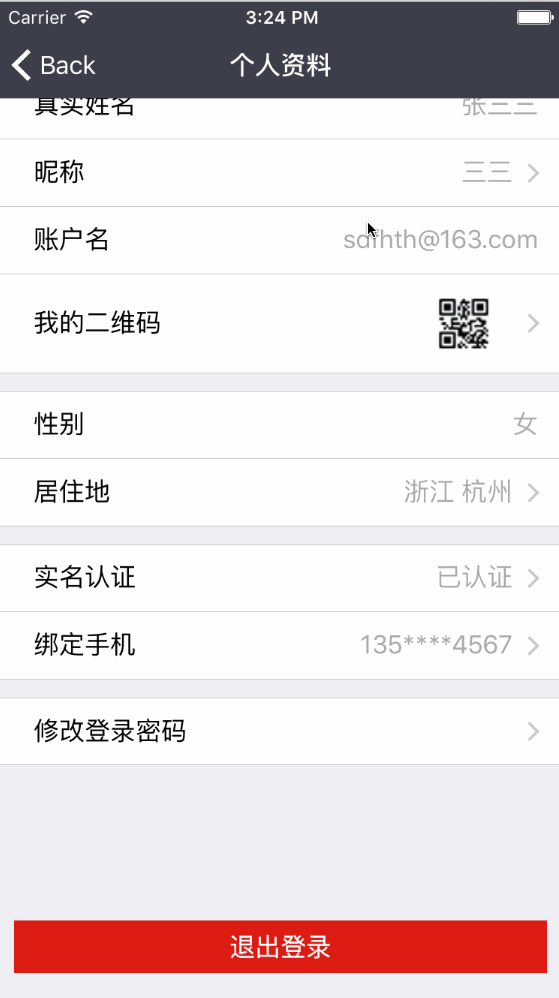 Carrier 3:24 PM
Back 个人资料
真实姓名 张三三
昵称 三三
账户名 sdfhth@163.com
我的二维码
性别 女
居住地 浙江 杭州
实名认证 已认证
绑定手机 135****4567
修改登录密码
退出登录